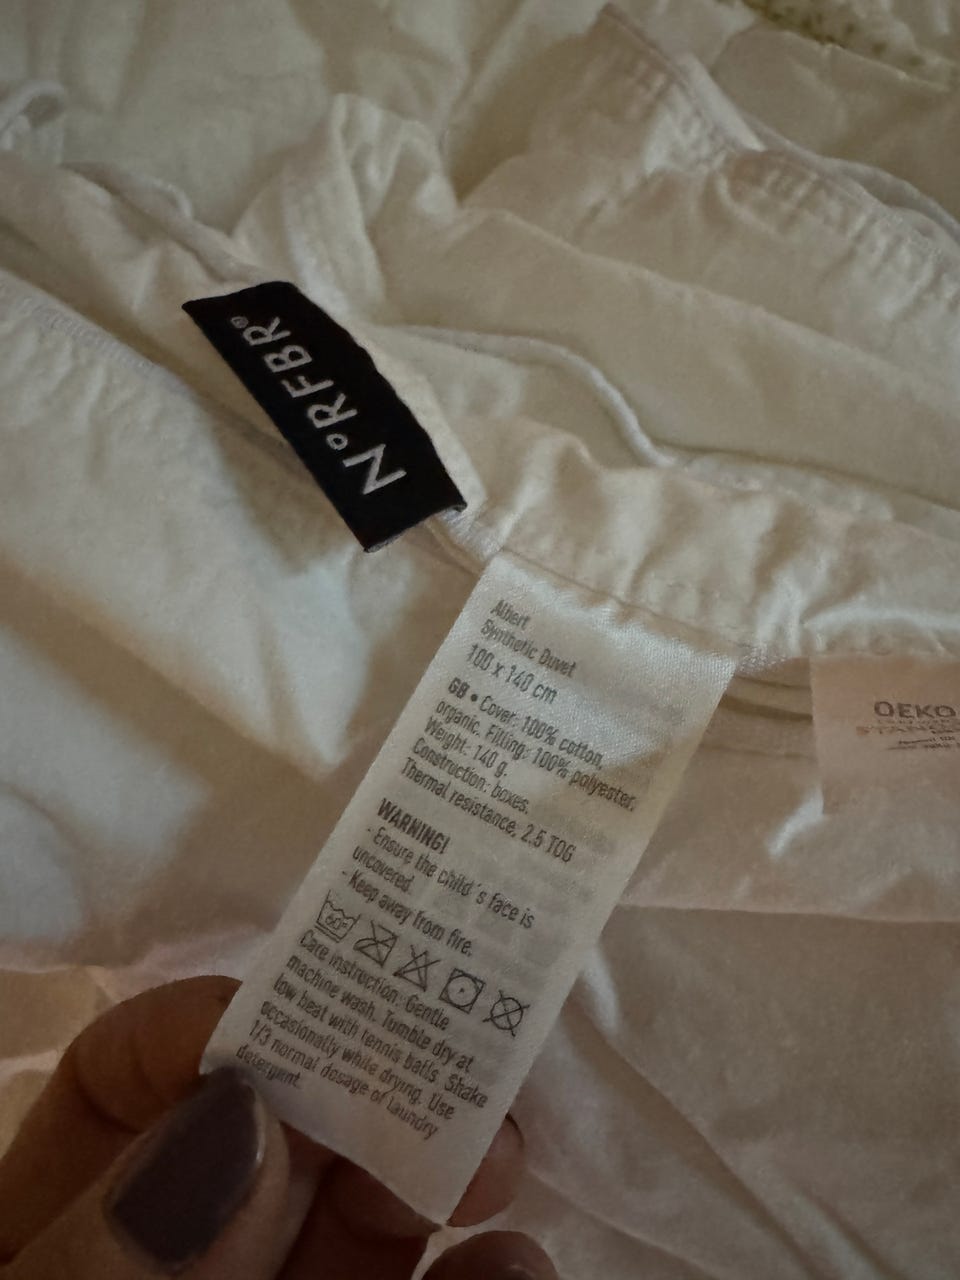 NºRFBR®
Albert
Synthetic Duvet
100 x 140 cm
GB • Cover: 100% cotton,
organic. Filling: 100% polyester.
Weight: 140 g.
Construction: boxes.
Thermal resistance, 2.5 TOG
WARNING!
- Ensure the child´s face is
uncovered.
- Keep away from fire.
60°
Care instruction: Gentle
machine wash. Tumble dry at
low heat with tennis balls. Shake
occasionally while drying. Use
1/3 normal dosage of laundry
detergent.
OEKO